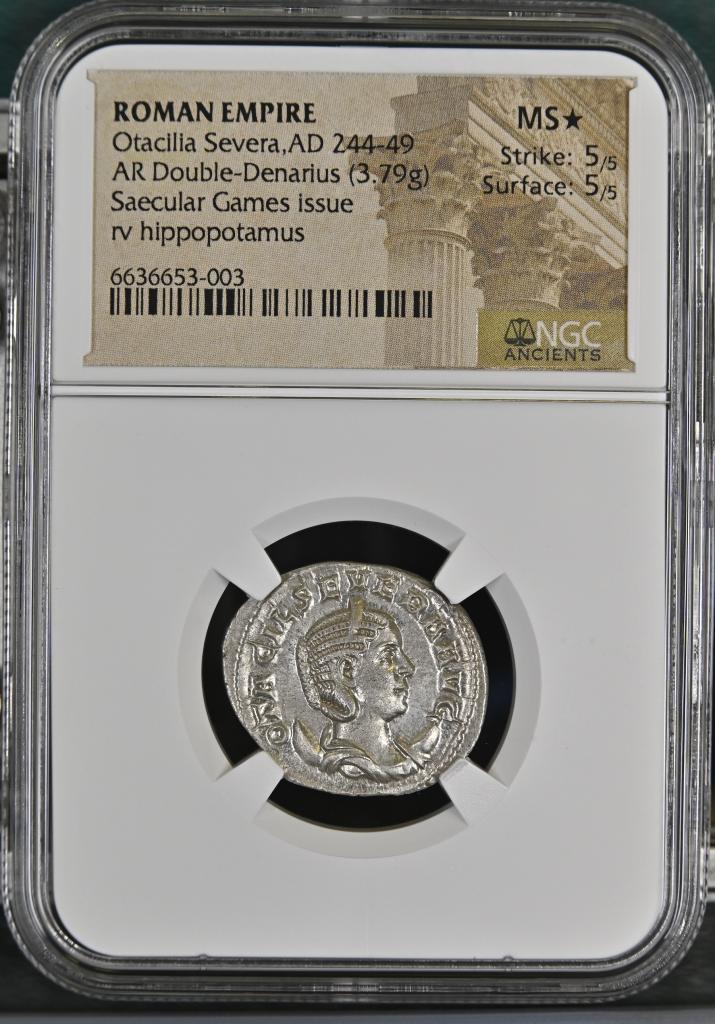 ROMAN EMPIRE
Otacilia Severa, AD 244-49
AR Double-Denarius (3.79g)
Saecular Games issue
rv hippopotamus
6636653-003
MS★
Strike: 5/5
Surface: 5/5
NGC
ANCIENTS
OTACIL SEVERA AVG